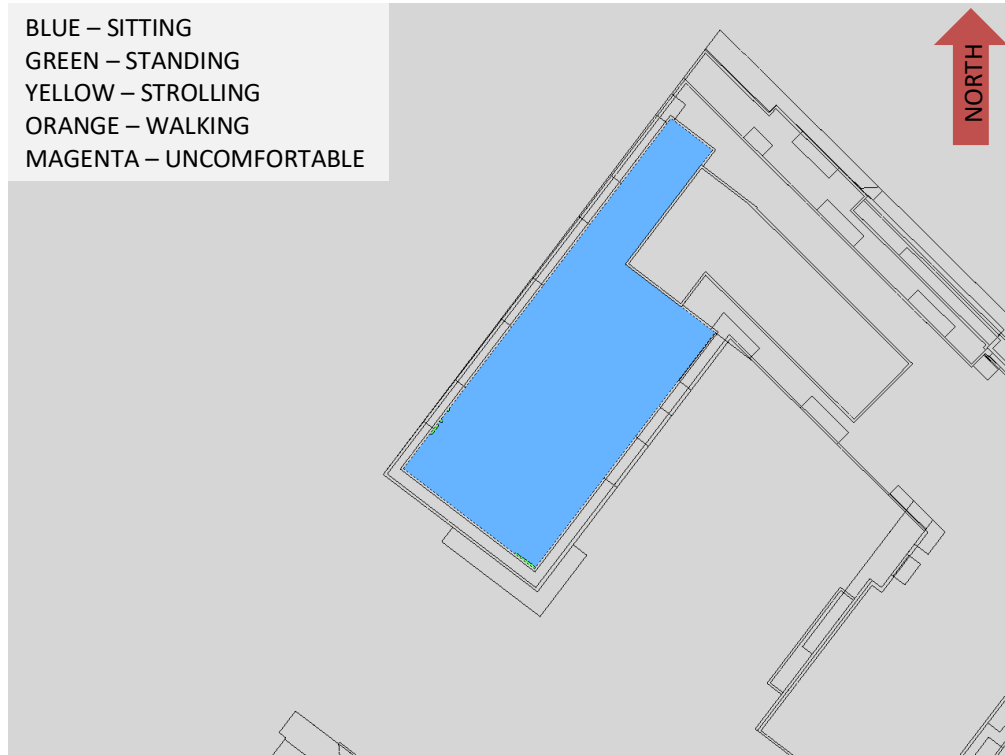 BLUE – SITTING
GREEN – STANDING
YELLOW – STROLLING
ORANGE – WALKING
MAGENTA – UNCOMFORTABLE
NORTH